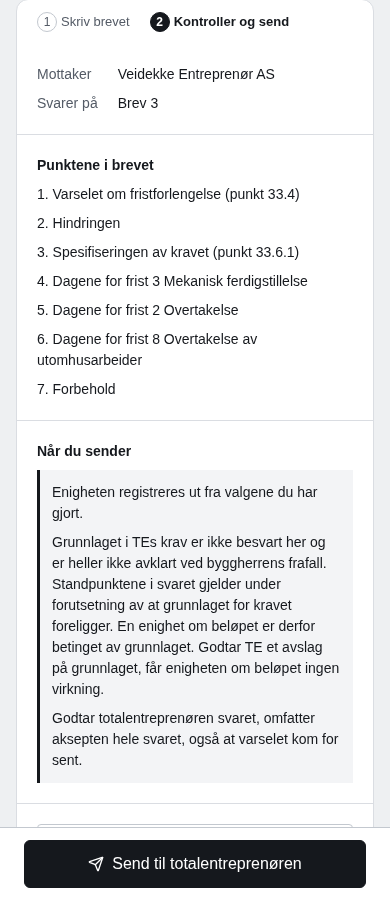 1 Skriv brevet 2 Kontroller og send
Mottaker Veidekke Entreprenør AS
Svarer på Brev 3
Punktene i brevet
1. Varselet om fristforlengelse (punkt 33.4)
2. Hindringen
3. Spesifiseringen av kravet (punkt 33.6.1)
4. Dagene for frist 3 Mekanisk ferdigstillelse
5. Dagene for frist 2 Overtakelse
6. Dagene for frist 8 Overtakelse av
utomhusarbeider
7. Forbehold
Når du sender
Enigheten registreres ut fra valgene du har
gjort.
Grunnlaget i TEs krav er ikke besvart her og
er heller ikke avklart ved byggherrens frafall.
Standpunktene i svaret gjelder under
forutsetning av at grunnlaget for kravet
foreligger. En enighet om beløpet er derfor
betinget av grunnlaget. Godtar TE et avslag
på grunnlaget, får enigheten om beløpet ingen
virkning.
Godtar totalentreprenøren svaret, omfatter
aksepten hele svaret, også at varselet kom for
sent.
Send til totalentreprenøren